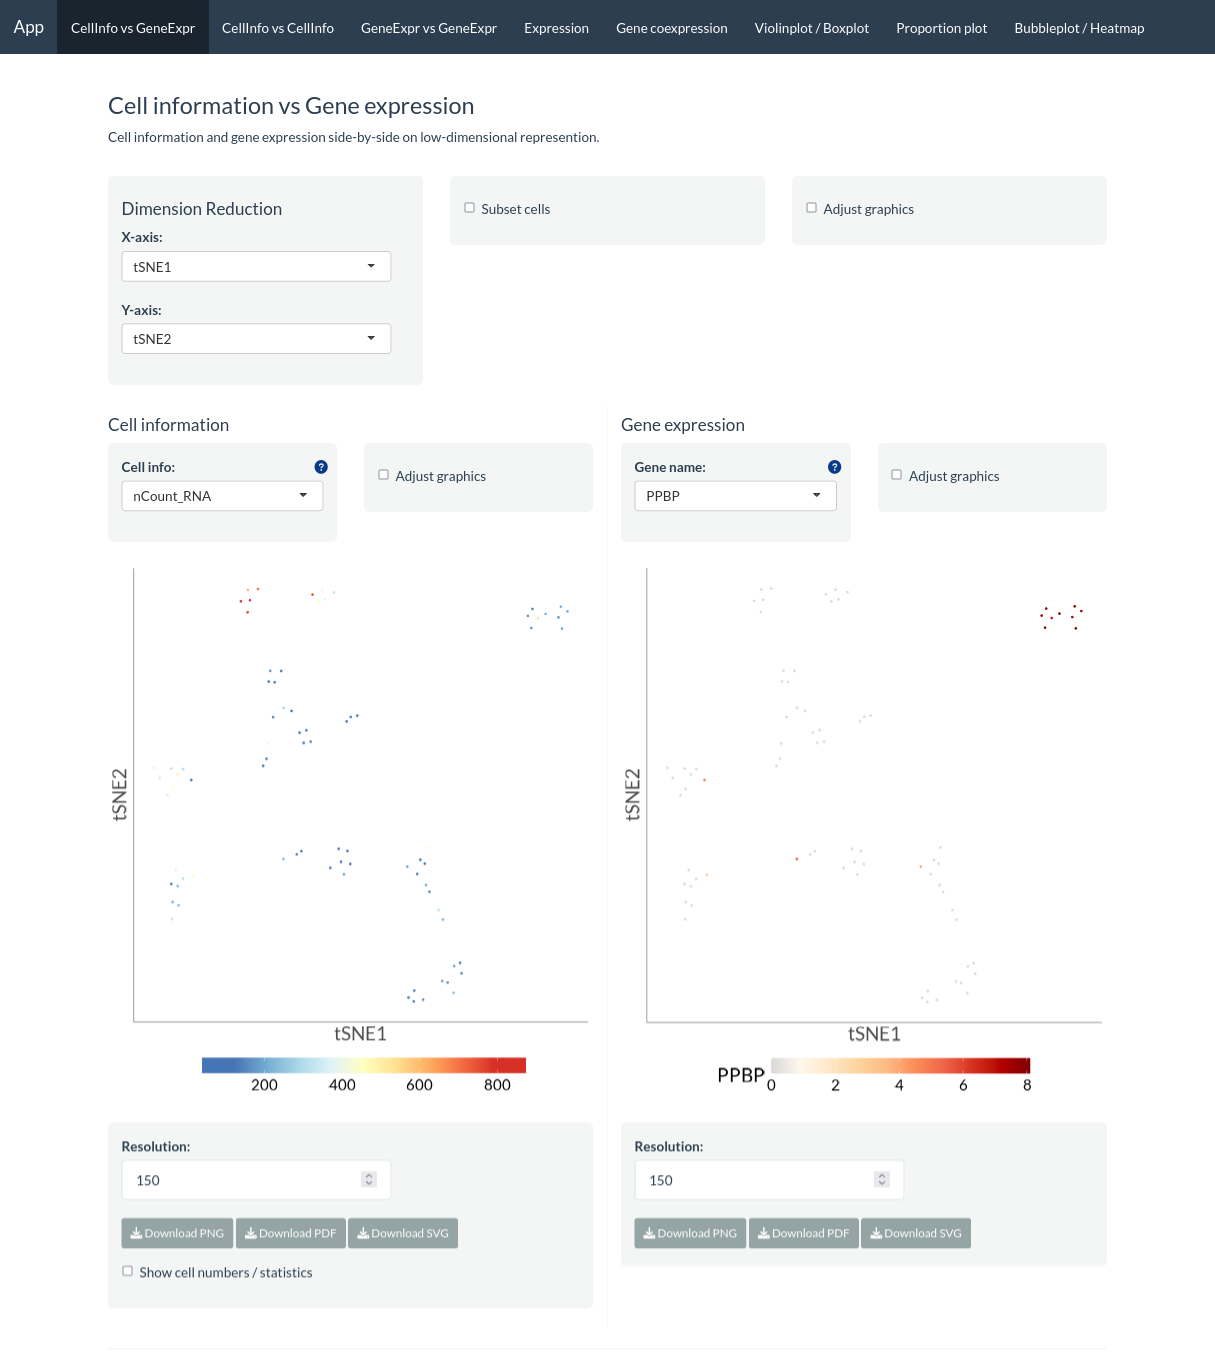 App CellInfo vs GeneExpr CellInfo vs CellInfo GeneExpr vs GeneExpr Expression Gene coexpression Violinplot / Boxplot Proportion plot Bubbleplot / Heatmap
Cell information vs Gene expression
Cell information and gene expression side-by-side on low-dimensional represention.
Dimension Reduction
X-axis:
tSNE1
Y-axis:
tSNE2
Subset cells
Adjust graphics
Cell information
Cell info: ?
nCount_RNA
Adjust graphics
tSNE2
tSNE1
200 400 600 800
Resolution:
150
Download PNG Download PDF Download SVG
Show cell numbers / statistics
Gene expression
Gene name: ?
PPBP
Adjust graphics
tSNE2
tSNE1
PPBP 0 2 4 6 8
Resolution:
150
Download PNG Download PDF Download SVG